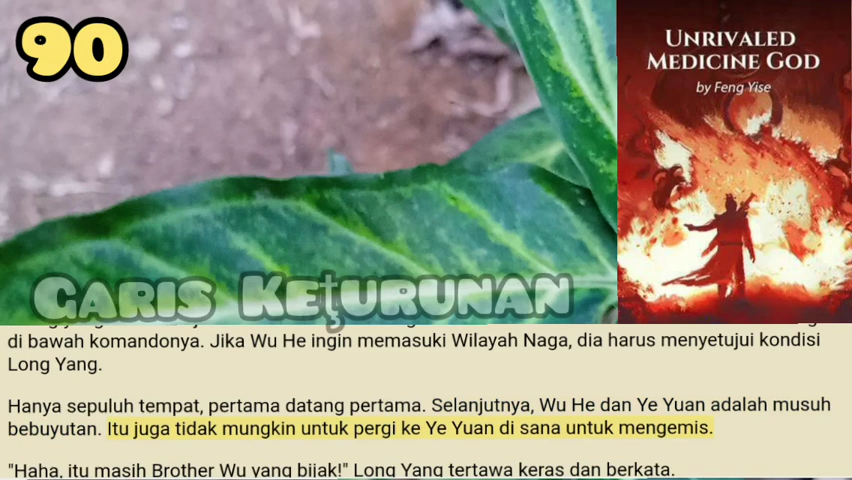 90
UNRIVALED
MEDICINE GOD
by Feng Yise
GARIS KEŢURUNAN
di bawah komandonya. Jika Wu He ingin memasuki Wilayah Naga, dia harus menyetujui kondisi
Long Yang.
Hanya sepuluh tempat, pertama datang pertama. Selanjutnya, Wu He dan Ye Yuan adalah musuh
bebuyutan. Itu juga tidak mungkin untuk pergi ke Ye Yuan di sana untuk mengemis.
"Haha, itu masih Brother Wu yang bijak!" Long Yang tertawa keras dan berkata.